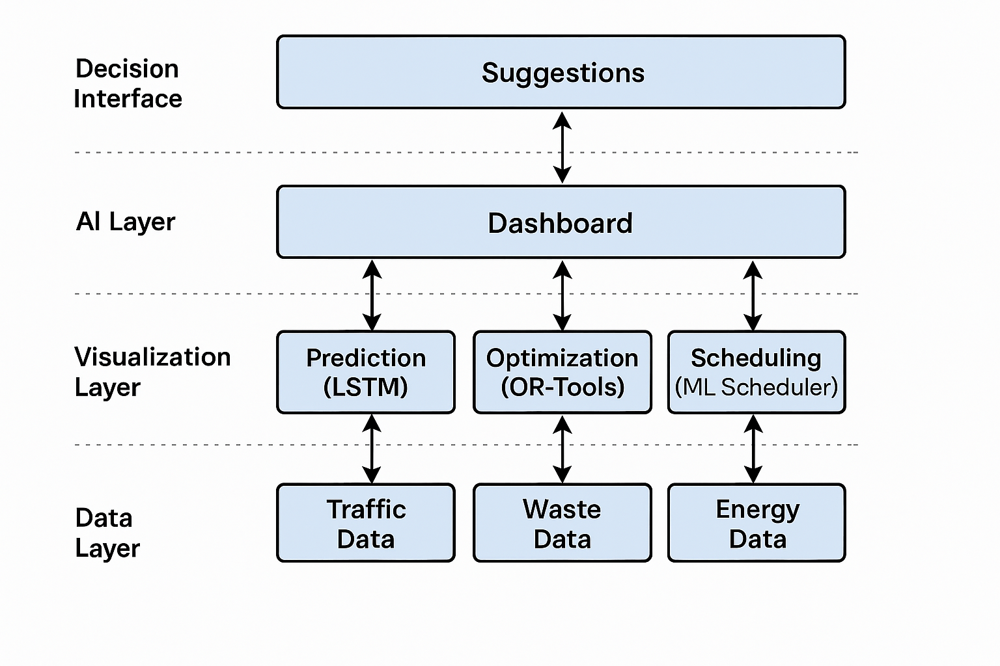 Decision
Interface
Suggestions
AI Layer
Dashboard
Visualization
Layer
Prediction
(LSTM)
Optimization
(OR-Tools)
Scheduling
(ML Scheduler)
Data
Layer
Traffic
Data
Waste
Data
Energy
Data